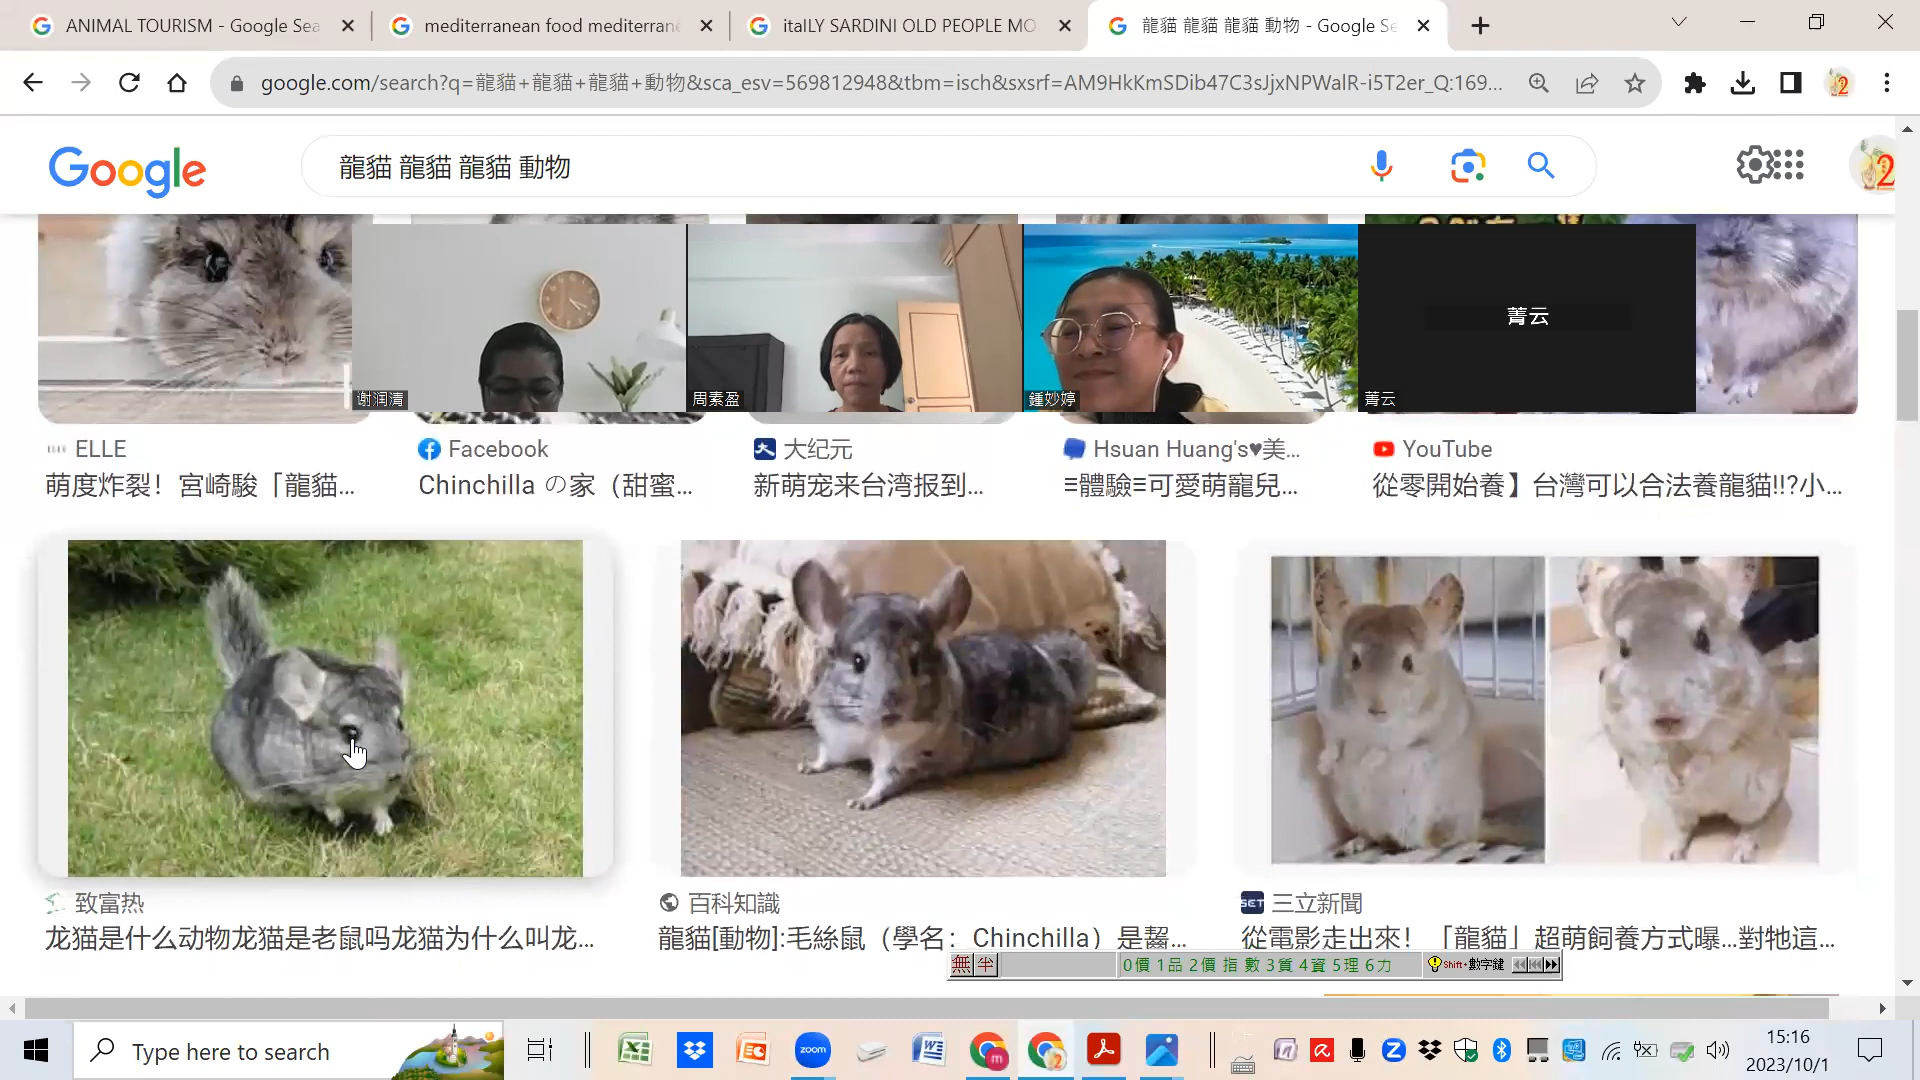 ANIMAL TOURISM - Google Sea
mediterranean food mediterrane
itaILY SARDINI OLD PEOPLE MO
龍貓 龍貓 龍貓 動物 - Google Se
google.com/search?q=龍貓+龍貓+龍貓+動物&sca_esv=569812948&tbm=isch&sxsrf=AM9HkKmSDib47C3sJjxNPWalR-i5T2er_Q:169...
Google
龍貓 龍貓 龍貓 動物
谢润清
周素盈
鍾妙婷
菁云
菁云
ELLE
萌度炸裂！宮崎駿「龍貓...
Facebook
Chinchilla の家（甜蜜...
大纪元
新萌宠来台湾报到...
Hsuan Huang's♥美...
≡體驗≡可愛萌寵兒...
YouTube
從零開始養】台灣可以合法養龍貓!!?小...
致富热
龙猫是什么动物龙猫是老鼠吗龙猫为什么叫龙...
百科知識
龍貓[動物]:毛絲鼠（學名：Chinchilla）是齧...
SET 三立新聞
從電影走出來！「龍貓」超萌飼養方式曝...對牠這...
無 半 0價 1品 2價 指 數 3質 4資 5理 6力 Shift+數字鍵
Type here to search
zoom
15:16
2023/10/1